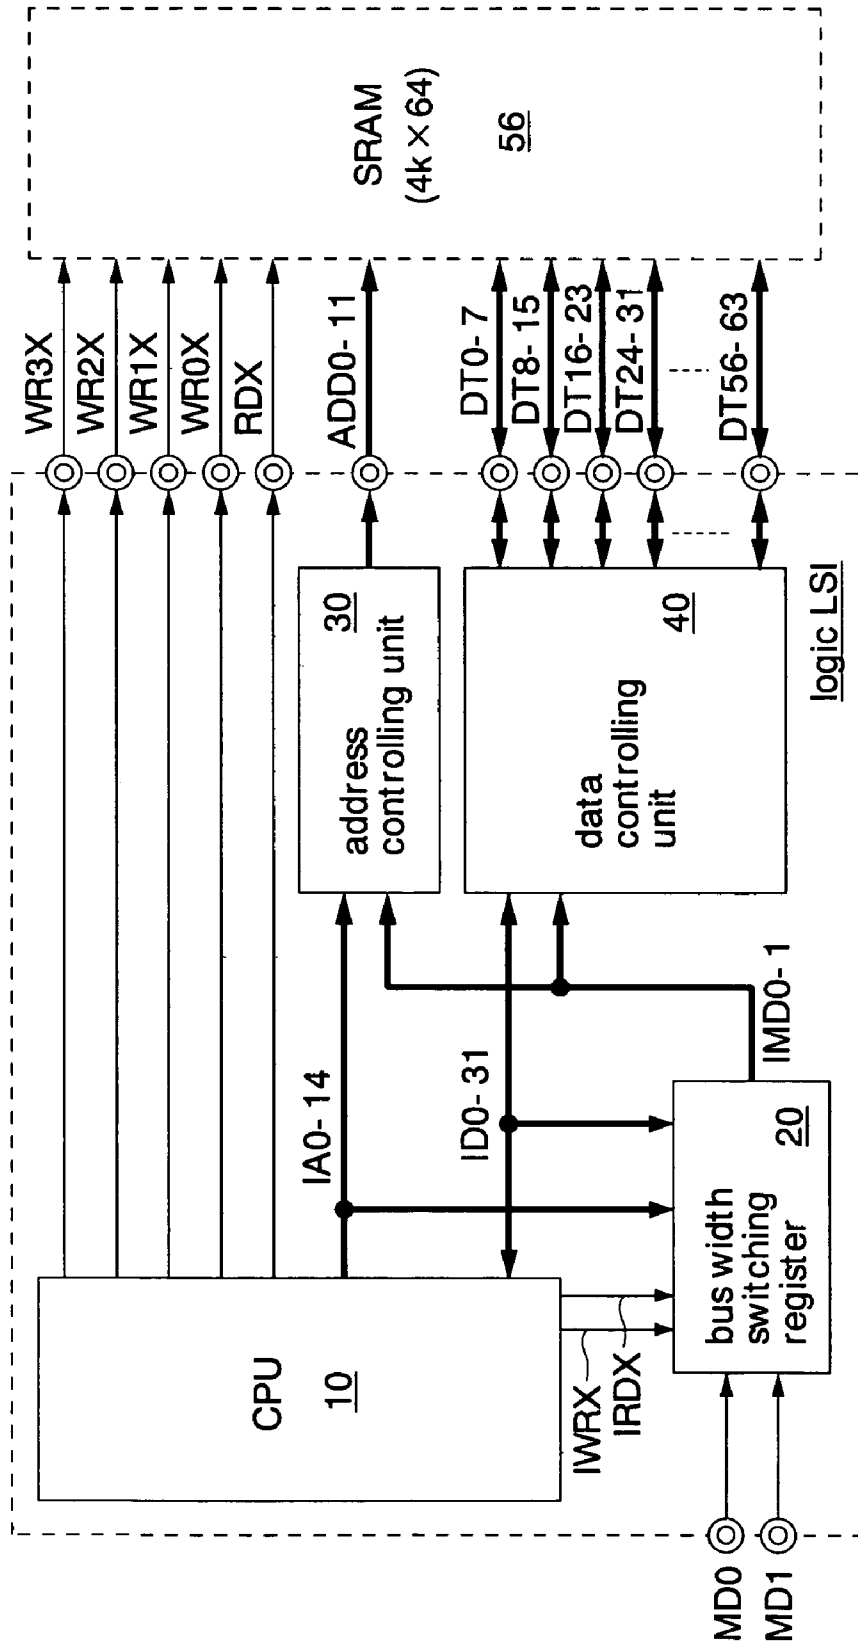 WR3X
WR2X
WR1X
WR0X
RDX
ADD0-11
DT0-7
DT8-15
DT16-23
DT24-31
DT56-63
SRAM
(4k × 64)
56
CPU
10
IA0-14
ID0-31
IWRX
IRDX
address
controlling unit
30
data
controlling
unit
40
bus width
switching
register
20
IMD0-1
MD0
MD1
logic LSI